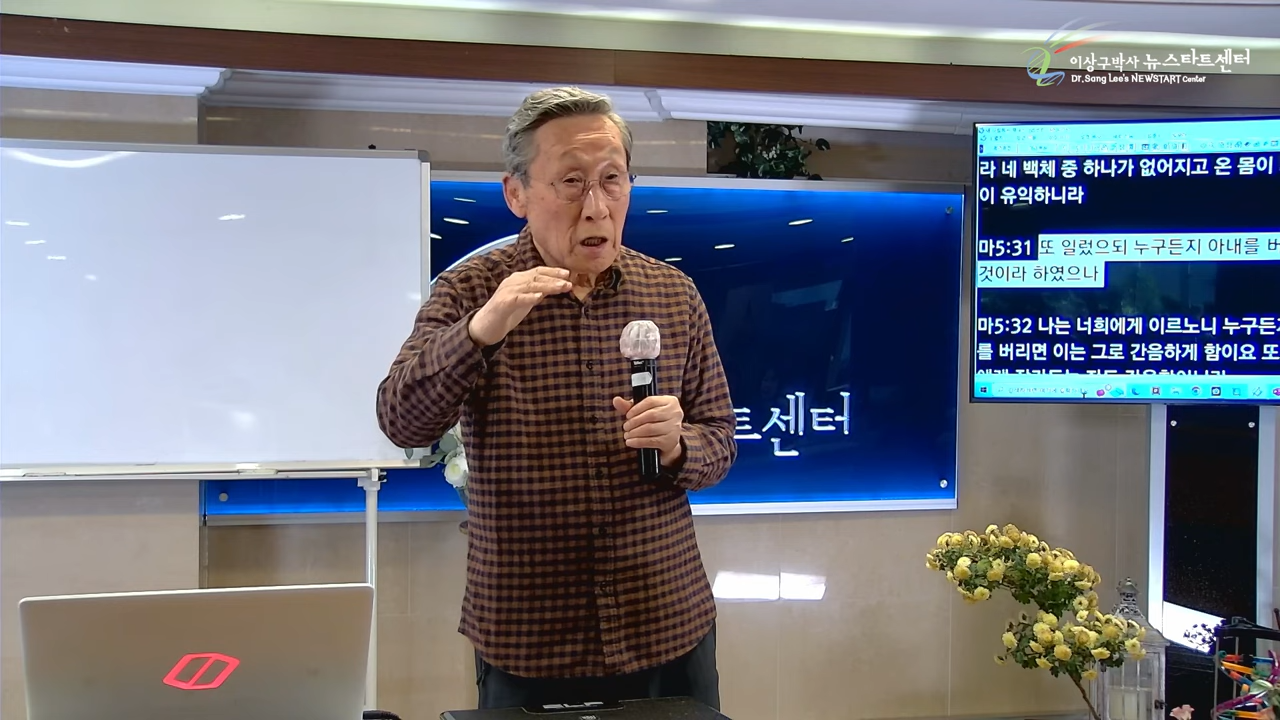 이상구박사 뉴스타트센터
Dr. Sang Lee's NEWSTART Center
라 네 백체 중 하나가 없어지고 온 몸이
이 유익하니라
마5:31 또 일렀으되 누구든지 아내를 버
것이라 하였으나
마5:32 나는 너희에게 이르노니 누구든지
를 버리면 이는 그로 간음하게 함이요 또
트센터